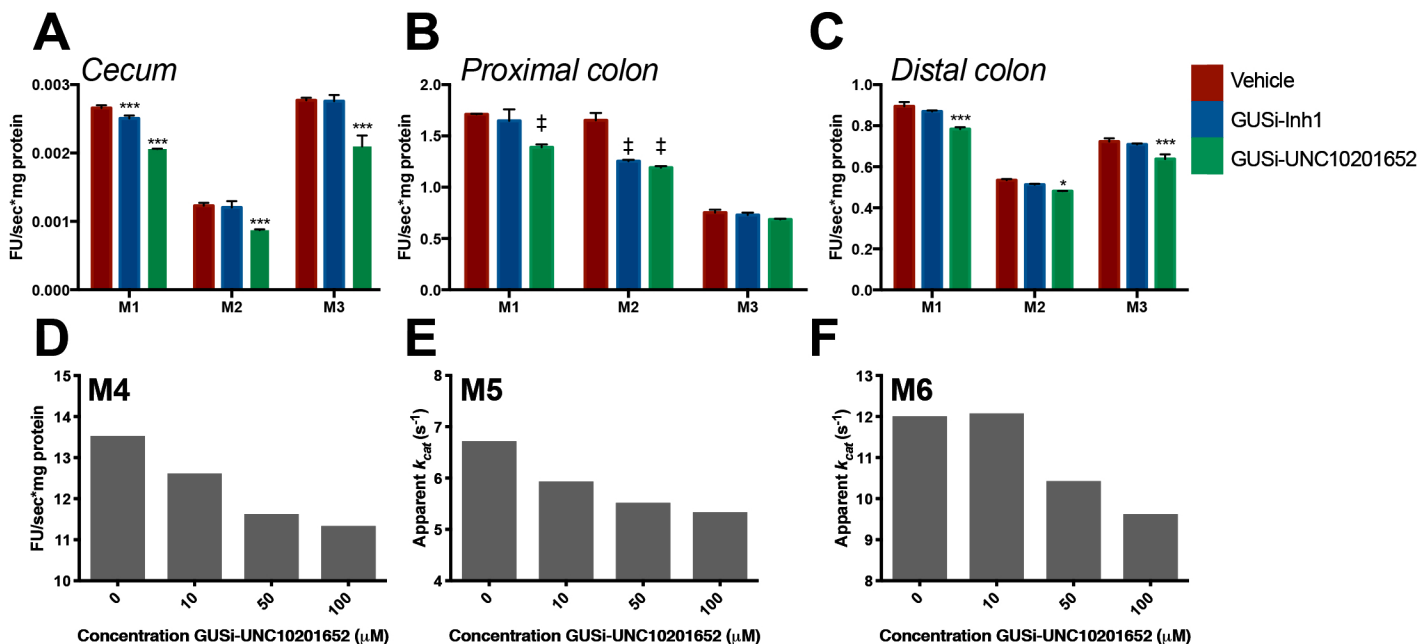 A
Cecum
FU/sec*mg protein
0.003
0.002
0.001
0.000
***
***
***
***
M1
M2
M3
B
Proximal colon
FU/sec*mg protein
2.0
1.5
1.0
0.5
0.0
‡
‡
‡
M1
M2
M3
C
Distal colon
FU/sec*mg protein
1.0
0.8
0.6
0.4
0.2
0.0
***
*
***
M1
M2
M3
Vehicle
GUSi-Inh1
GUSi-UNC10201652
D
M4
FU/sec*mg protein
15
14
13
12
11
10
0
10
50
100
Concentration GUSi-UNC10201652 (μM)
E
M5
Apparent kcat (s-1)
8
7
6
5
4
0
10
50
100
Concentration GUSi-UNC10201652 (μM)
F
M6
Apparent kcat (s-1)
13
12
11
10
9
8
0
10
50
100
Concentration GUSi-UNC10201652 (μM)